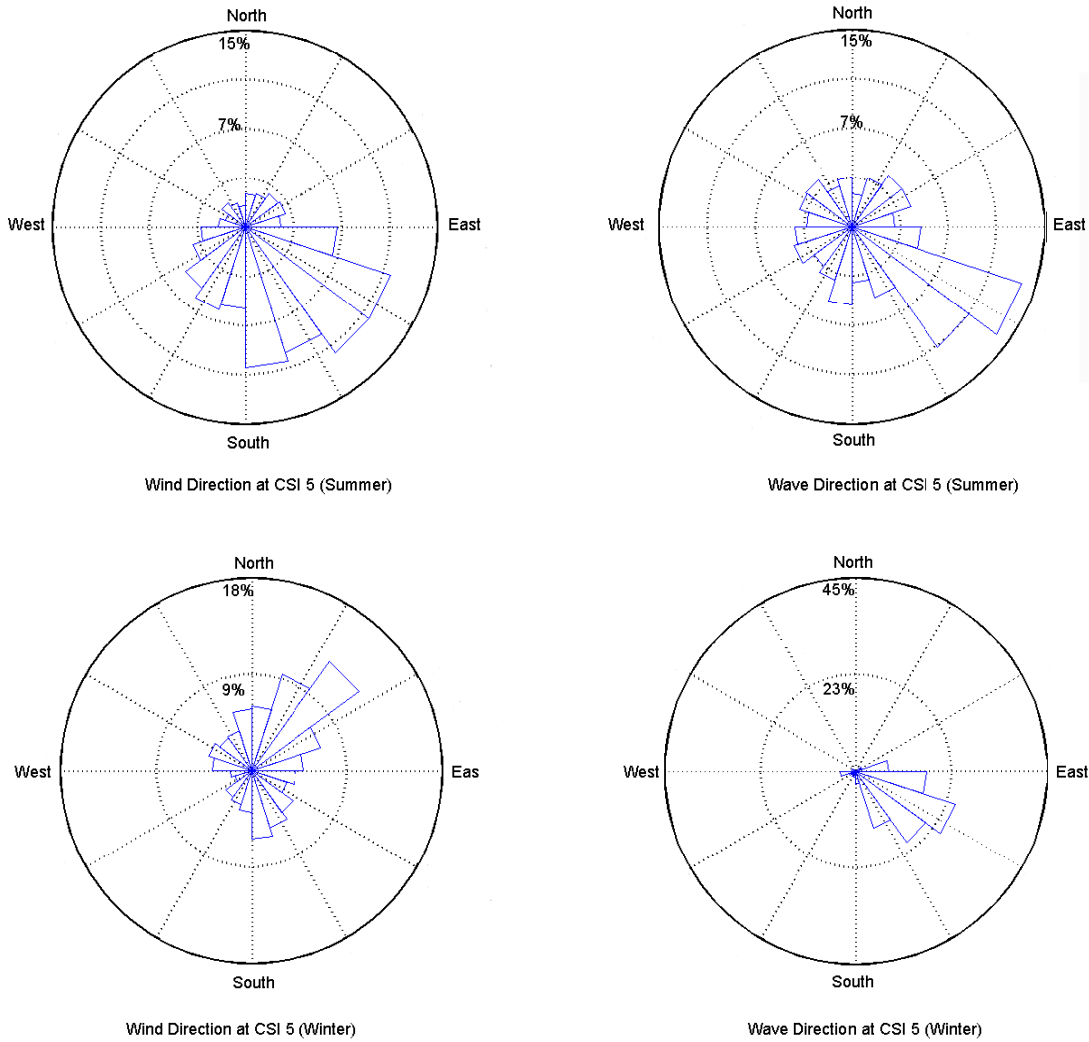 North
15%
7%
West
East
South
Wind Direction at CSI 5 (Summer)
North
15%
7%
West
East
South
Wave Direction at CSI 5 (Summer)
North
18%
9%
West
Eas
South
Wind Direction at CSI 5 (Winter)
North
45%
23%
West
East
South
Wave Direction at CSI 5 (Winter)